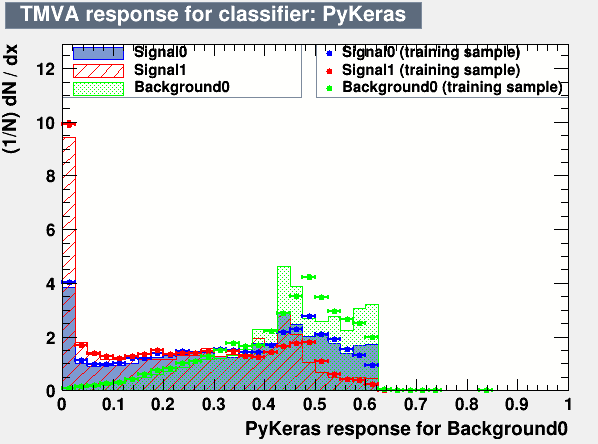 TMVA response for classifier: PyKeras
Signal0
Signal1
Background0
Signal0 (training sample)
Signal1 (training sample)
Background0 (training sample)
(1/N) dN / dx
12
10
8
6
4
2
0
0 0.1 0.2 0.3 0.4 0.5 0.6 0.7 0.8 0.9 1
PyKeras response for Background0